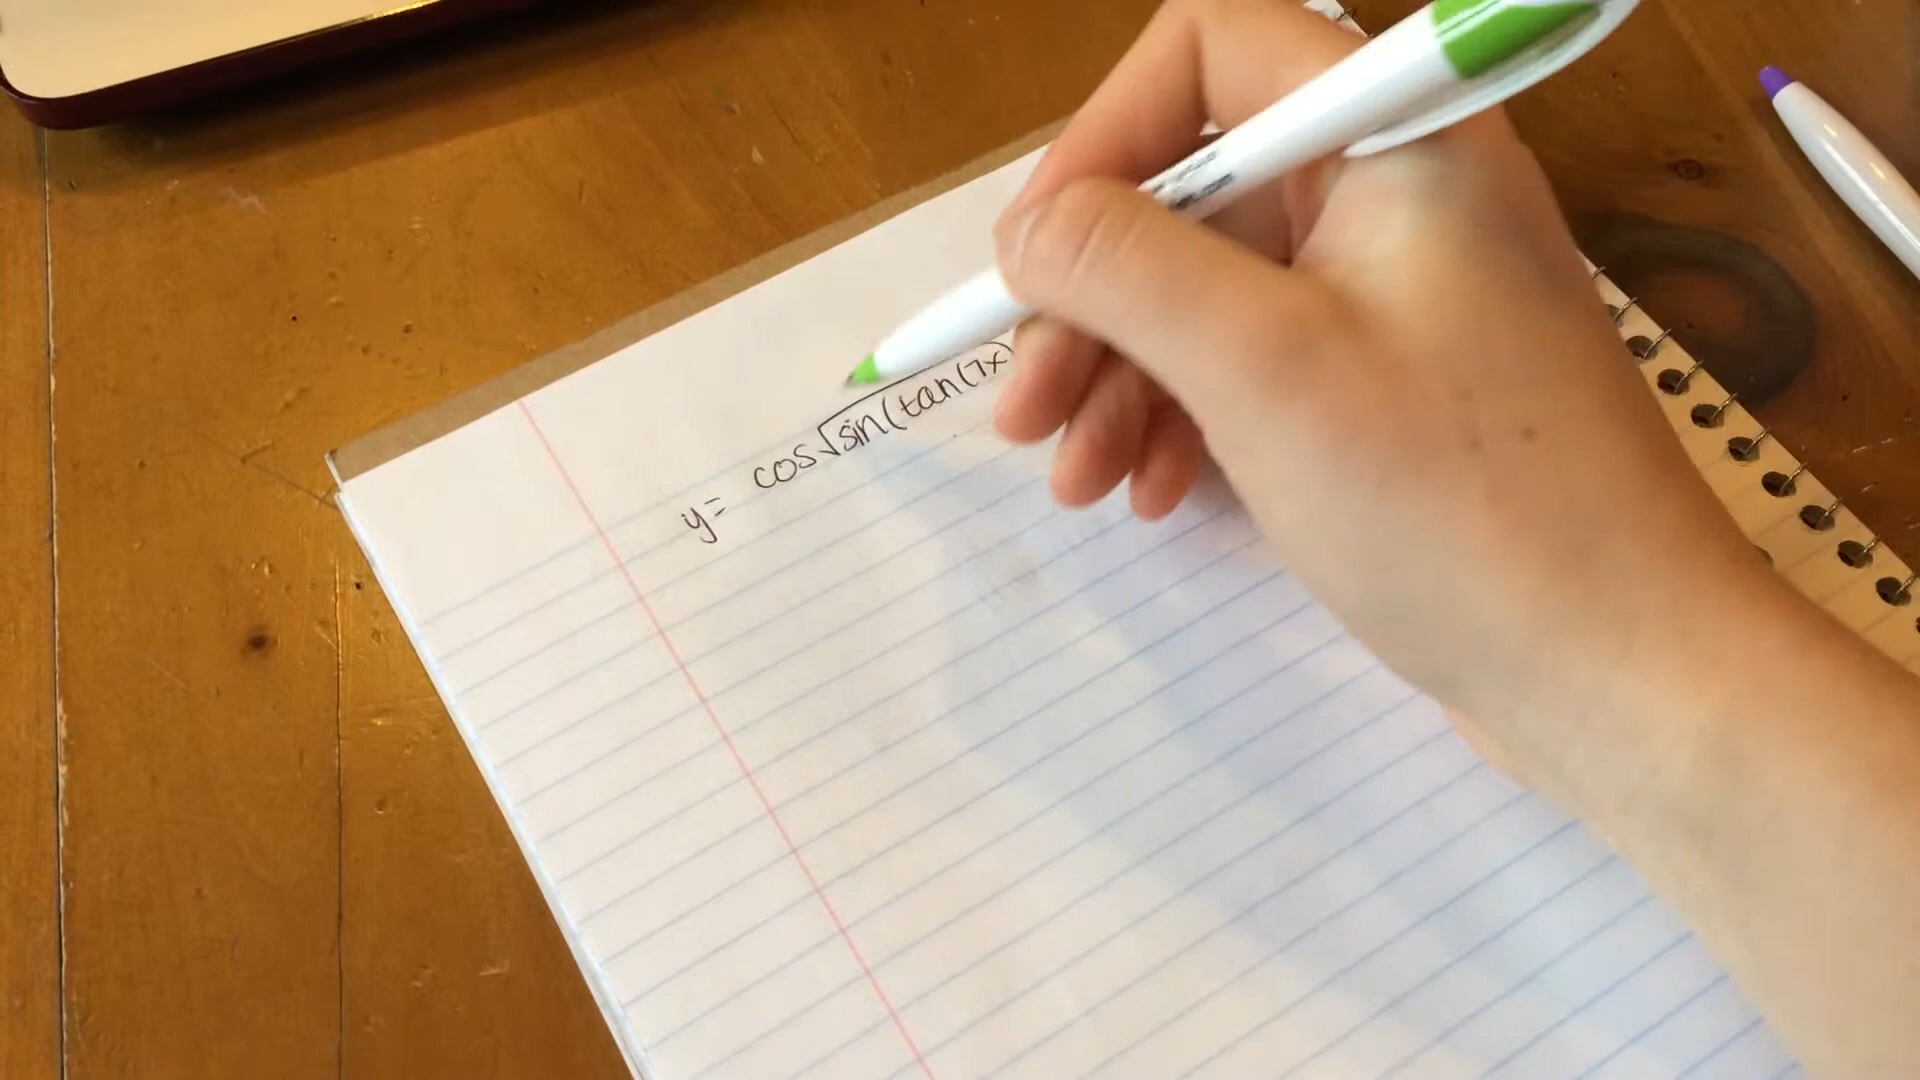 y = cos√sin(tan(7x)